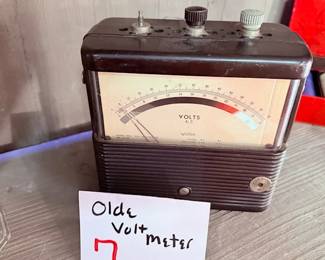 VOLTS
A.C.
Olde
Volt meter
7